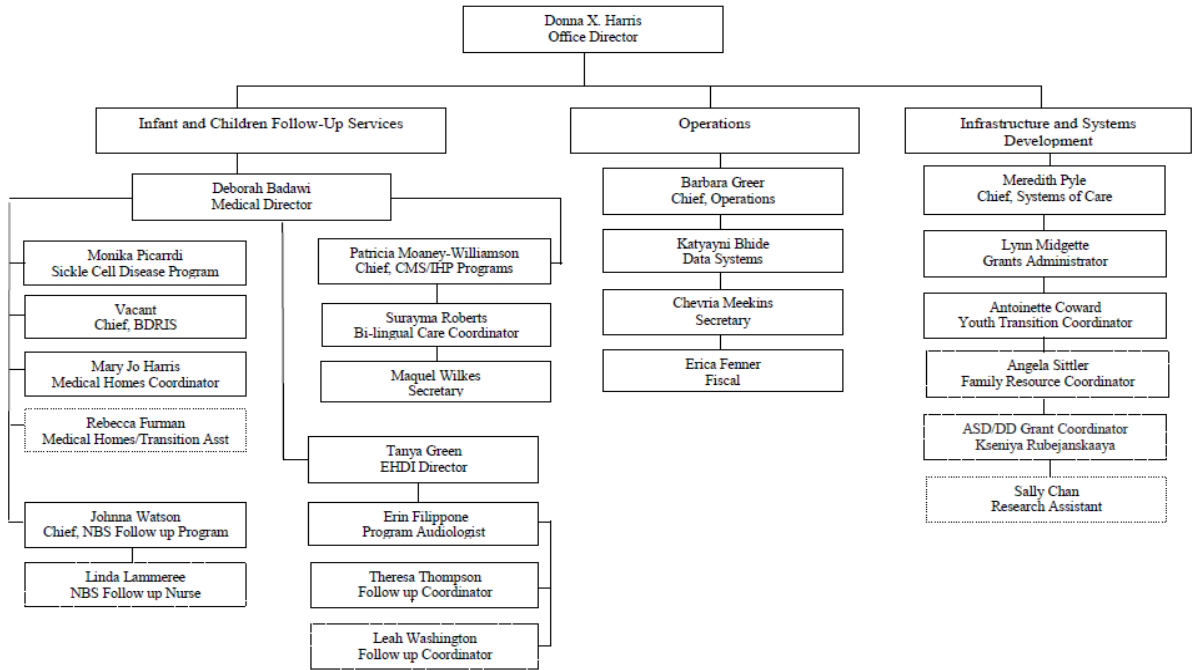 Donna X. Harris
Office Director
Infant and Children Follow-Up Services
Operations
Infrastructure and Systems
Development
Deborah Badawi
Medical Director
Monika Picarrdi
Sickle Cell Disease Program
Vacant
Chief, BDRIS
Mary Jo Harris
Medical Homes Coordinator
Rebecca Furman
Medical Homes/Transition Asst
Johnna Watson
Chief, NBS Follow up Program
Linda Lammeree
NBS Follow up Nurse
Patricia Moaney-Williamson
Chief, CMS/IHP Programs
Surayma Roberts
Bi-lingual Care Coordinator
Maquel Wilkes
Secretary
Tanya Green
EHDI Director
Erin Filippone
Program Audiologist
Theresa Thompson
Follow up Coordinator
Leah Washington
Follow up Coordinator
Barbara Greer
Chief, Operations
Katyayni Bhide
Data Systems
Chevria Meekins
Secretary
Erica Fenner
Fiscal
Meredith Pyle
Chief, Systems of Care
Lynn Midgette
Grants Administrator
Antoinette Coward
Youth Transition Coordinator
Angela Sittler
Family Resource Coordinator
ASD/DD Grant Coordinator
Kseniya Rubejanskaaya
Sally Chan
Research Assistant